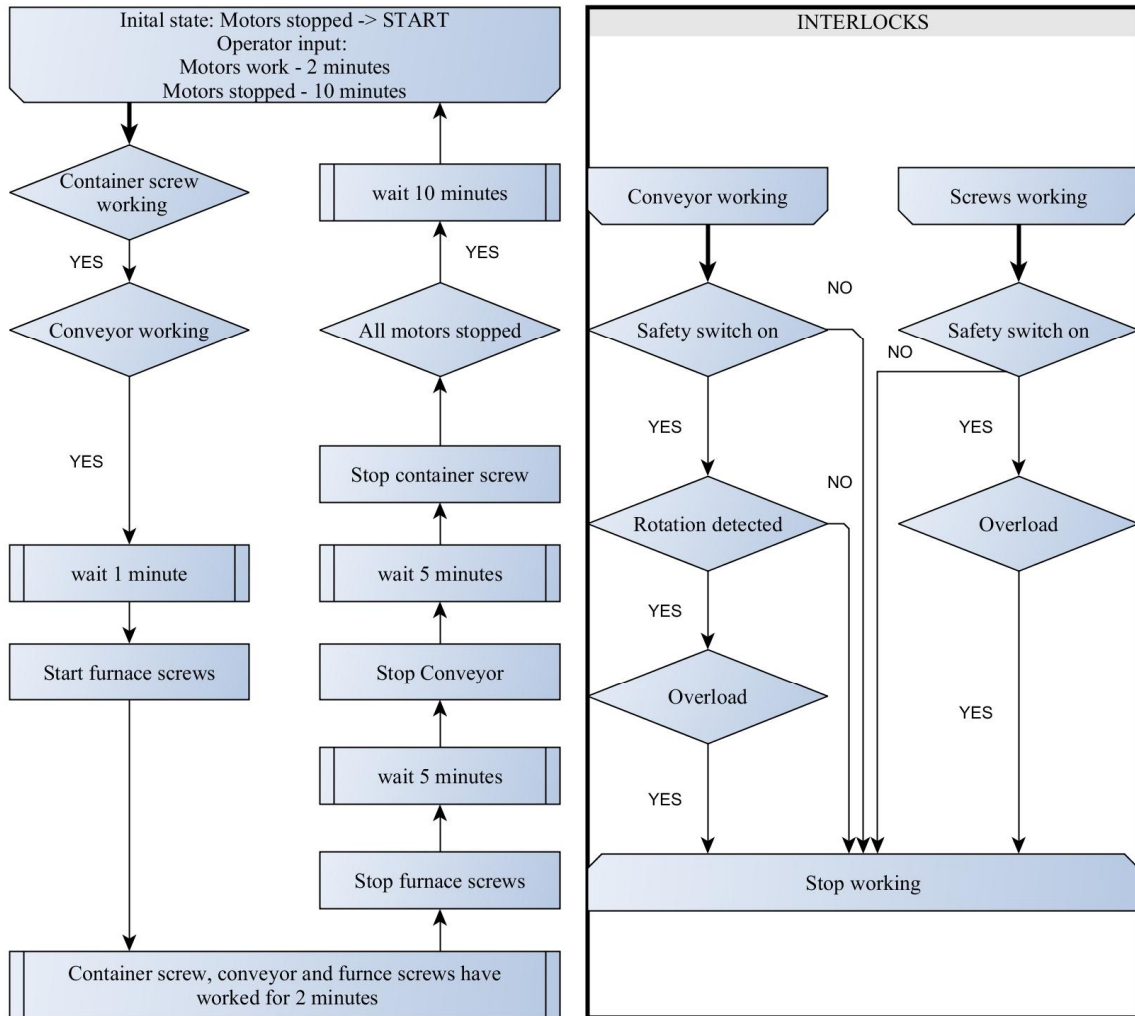 Inital state: Motors stopped -> START
Operator input:
Motors work - 2 minutes
Motors stopped - 10 minutes
Container screw
working
YES
Conveyor working
YES
wait 1 minute
Start furnace screws
Container screw, conveyor and furnce screws have
worked for 2 minutes
Stop furnace screws
wait 5 minutes
Stop Conveyor
wait 5 minutes
Stop container screw
All motors stopped
YES
wait 10 minutes
INTERLOCKS
Conveyor working
Safety switch on
NO
YES
Rotation detected
NO
YES
Overload
YES
Screws working
Safety switch on
NO
YES
Overload
YES
Stop working